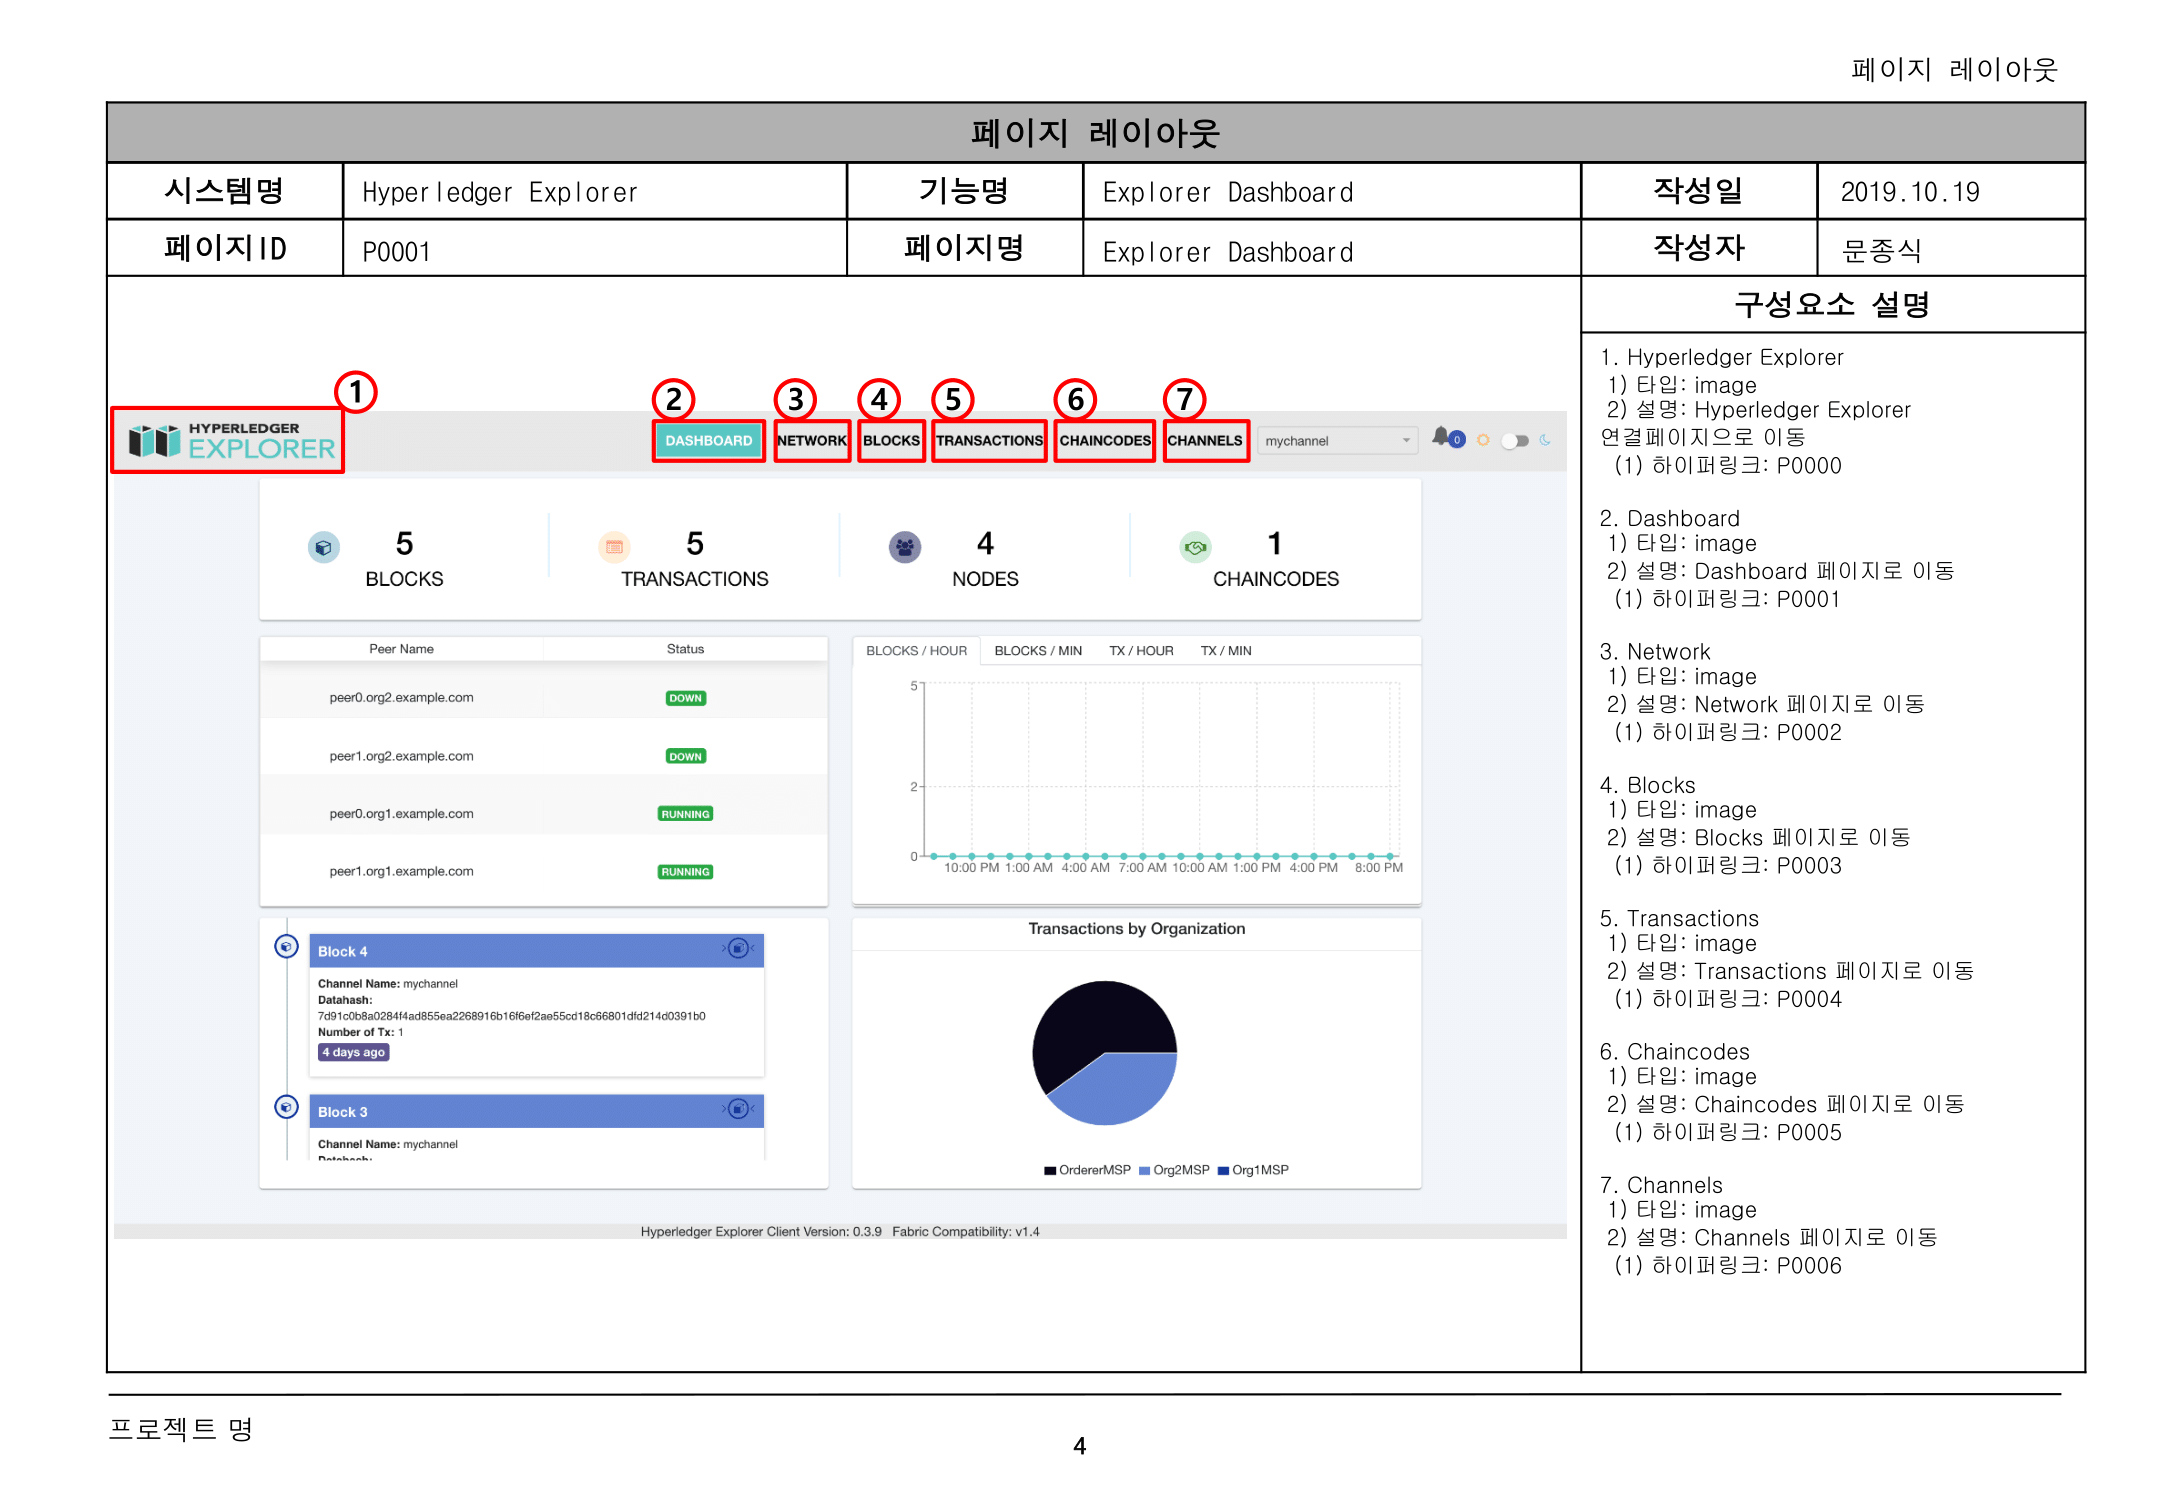 페이지 레이아웃
페이지 레이아웃
시스템명 Hyperledger Explorer 기능명 Explorer Dashboard 작성일 2019.10.19
페이지ID P0001 페이지명 Explorer Dashboard 작성자 문종식
1 2 3 4 5 6 7
HYPERLEDGER
EXPLORER
DASHBOARD NETWORK BLOCKS TRANSACTIONS CHAINCODES CHANNELS mychannel 0
5 5 4 1
BLOCKS TRANSACTIONS NODES CHAINCODES
Peer Name Status
peer0.org2.example.com DOWN
peer1.org2.example.com DOWN
peer0.org1.example.com RUNNING
peer1.org1.example.com RUNNING
BLOCKS / HOUR BLOCKS / MIN TX / HOUR TX / MIN
5
2
0
10:00 PM 1:00 AM 4:00 AM 7:00 AM 10:00 AM 1:00 PM 4:00 PM 8:00 PM
Block 4
Channel Name: mychannel
Datahash:
7d91c0b8a0284f4ad855ea2268916b16f6ef2ae55cd18c66801dfd214d0391b0
Number of Tx: 1
4 days ago
Block 3
Channel Name: mychannel
Datahash:
Transactions by Organization
OrdererMSP Org2MSP Org1MSP
Hyperledger Explorer Client Version: 0.3.9 Fabric Compatibility: v1.4
구성요소 설명
1. Hyperledger Explorer
1) 타입: image
2) 설명: Hyperledger Explorer
연결페이지으로 이동
(1) 하이퍼링크: P0000
2. Dashboard
1) 타입: image
2) 설명: Dashboard 페이지로 이동
(1) 하이퍼링크: P0001
3. Network
1) 타입: image
2) 설명: Network 페이지로 이동
(1) 하이퍼링크: P0002
4. Blocks
1) 타입: image
2) 설명: Blocks 페이지로 이동
(1) 하이퍼링크: P0003
5. Transactions
1) 타입: image
2) 설명: Transactions 페이지로 이동
(1) 하이퍼링크: P0004
6. Chaincodes
1) 타입: image
2) 설명: Chaincodes 페이지로 이동
(1) 하이퍼링크: P0005
7. Channels
1) 타입: image
2) 설명: Channels 페이지로 이동
(1) 하이퍼링크: P0006
프로젝트 명
4